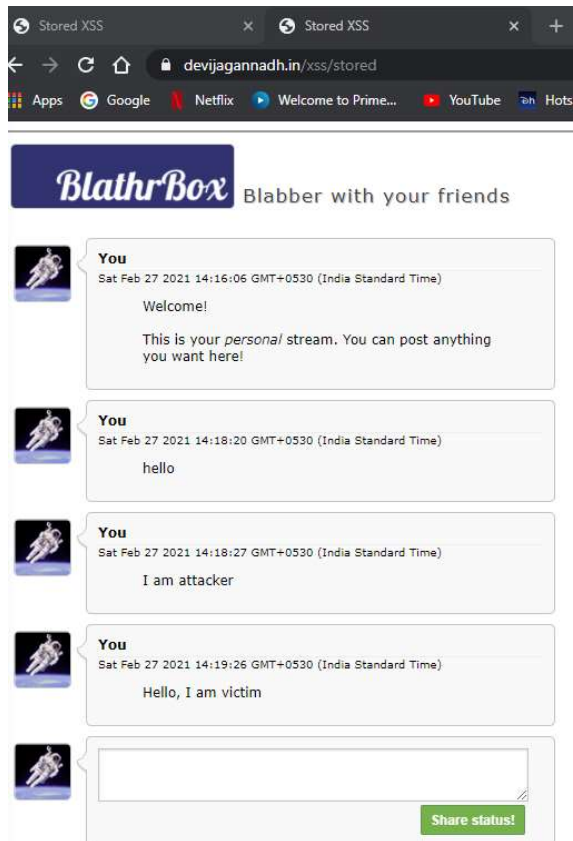 Stored XSS
Stored XSS
devijagannadh.in/xss/stored
Apps Google Netflix Welcome to Prime... YouTube Hots
BlathrBox Blabber with your friends
You
Sat Feb 27 2021 14:16:06 GMT+0530 (India Standard Time)
Welcome!
This is your personal stream. You can post anything
you want here!
You
Sat Feb 27 2021 14:18:20 GMT+0530 (India Standard Time)
hello
You
Sat Feb 27 2021 14:18:27 GMT+0530 (India Standard Time)
I am attacker
You
Sat Feb 27 2021 14:19:26 GMT+0530 (India Standard Time)
Hello, I am victim
Share status!